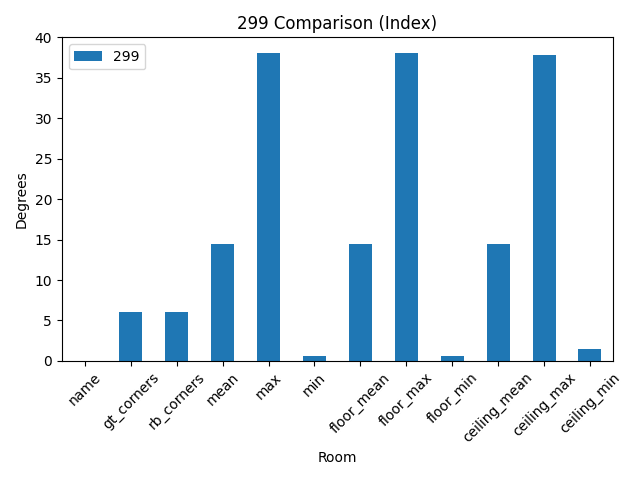 299 Comparison (Index)
299
Degrees
40
35
30
25
20
15
10
5
0
name
gt_corners
rb_corners
mean
max
min
floor_mean
floor_max
floor_min
ceiling_mean
ceiling_max
ceiling_min
Room